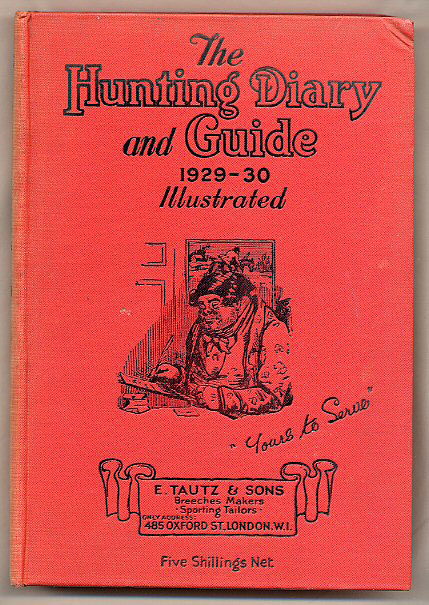 The
Hunting Diary
and Guide
1929-30
Illustrated
"Yours to Serve"
E. TAUTZ & SONS
Breeches Makers
·Sporting Tailors·
ONLY ADDRESS:
485 OXFORD ST, LONDON. W.1.
Five Shillings Net